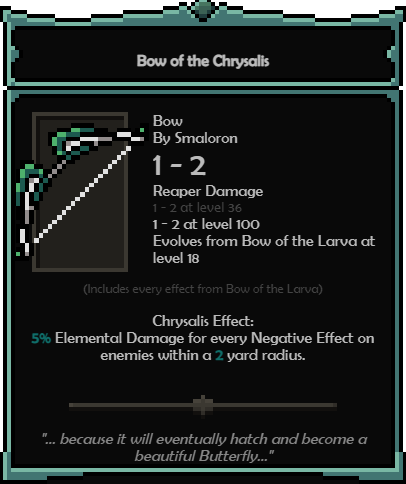 Bow of the Chrysalis
Bow
By Smaloron
1 - 2
Reaper Damage
1 - 2 at level 36
1 - 2 at level 100
Evolves from Bow of the Larva at
level 18
(Includes every effect from Bow of the Larva)
Chrysalis Effect:
5% Elemental Damage for every Negative Effect on
enemies within a 2 yard radius.
"... because it will eventually hatch and become a
beautiful Butterfly..."